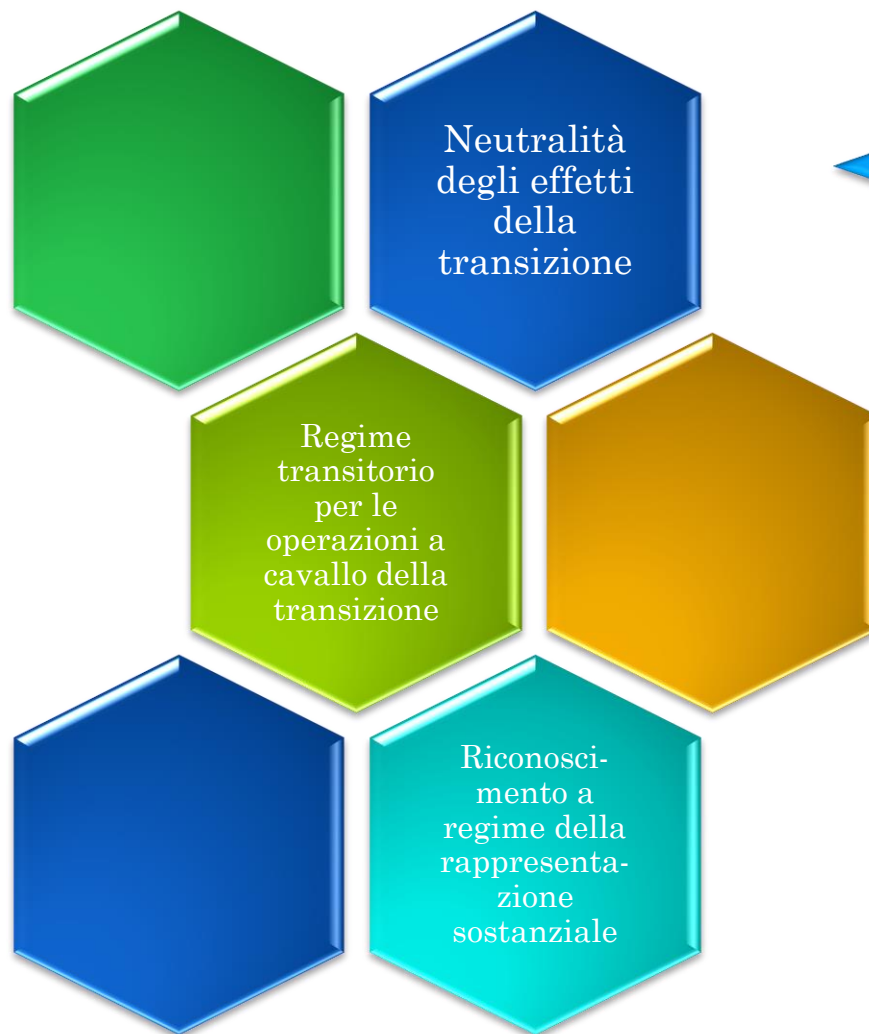 Neutralità
degli effetti
della
transizione
Regime
transitorio
per le
operazioni a
cavallo della
transizione
Riconosci-
mento a
regime della
rappresenta-
zione
sostanziale